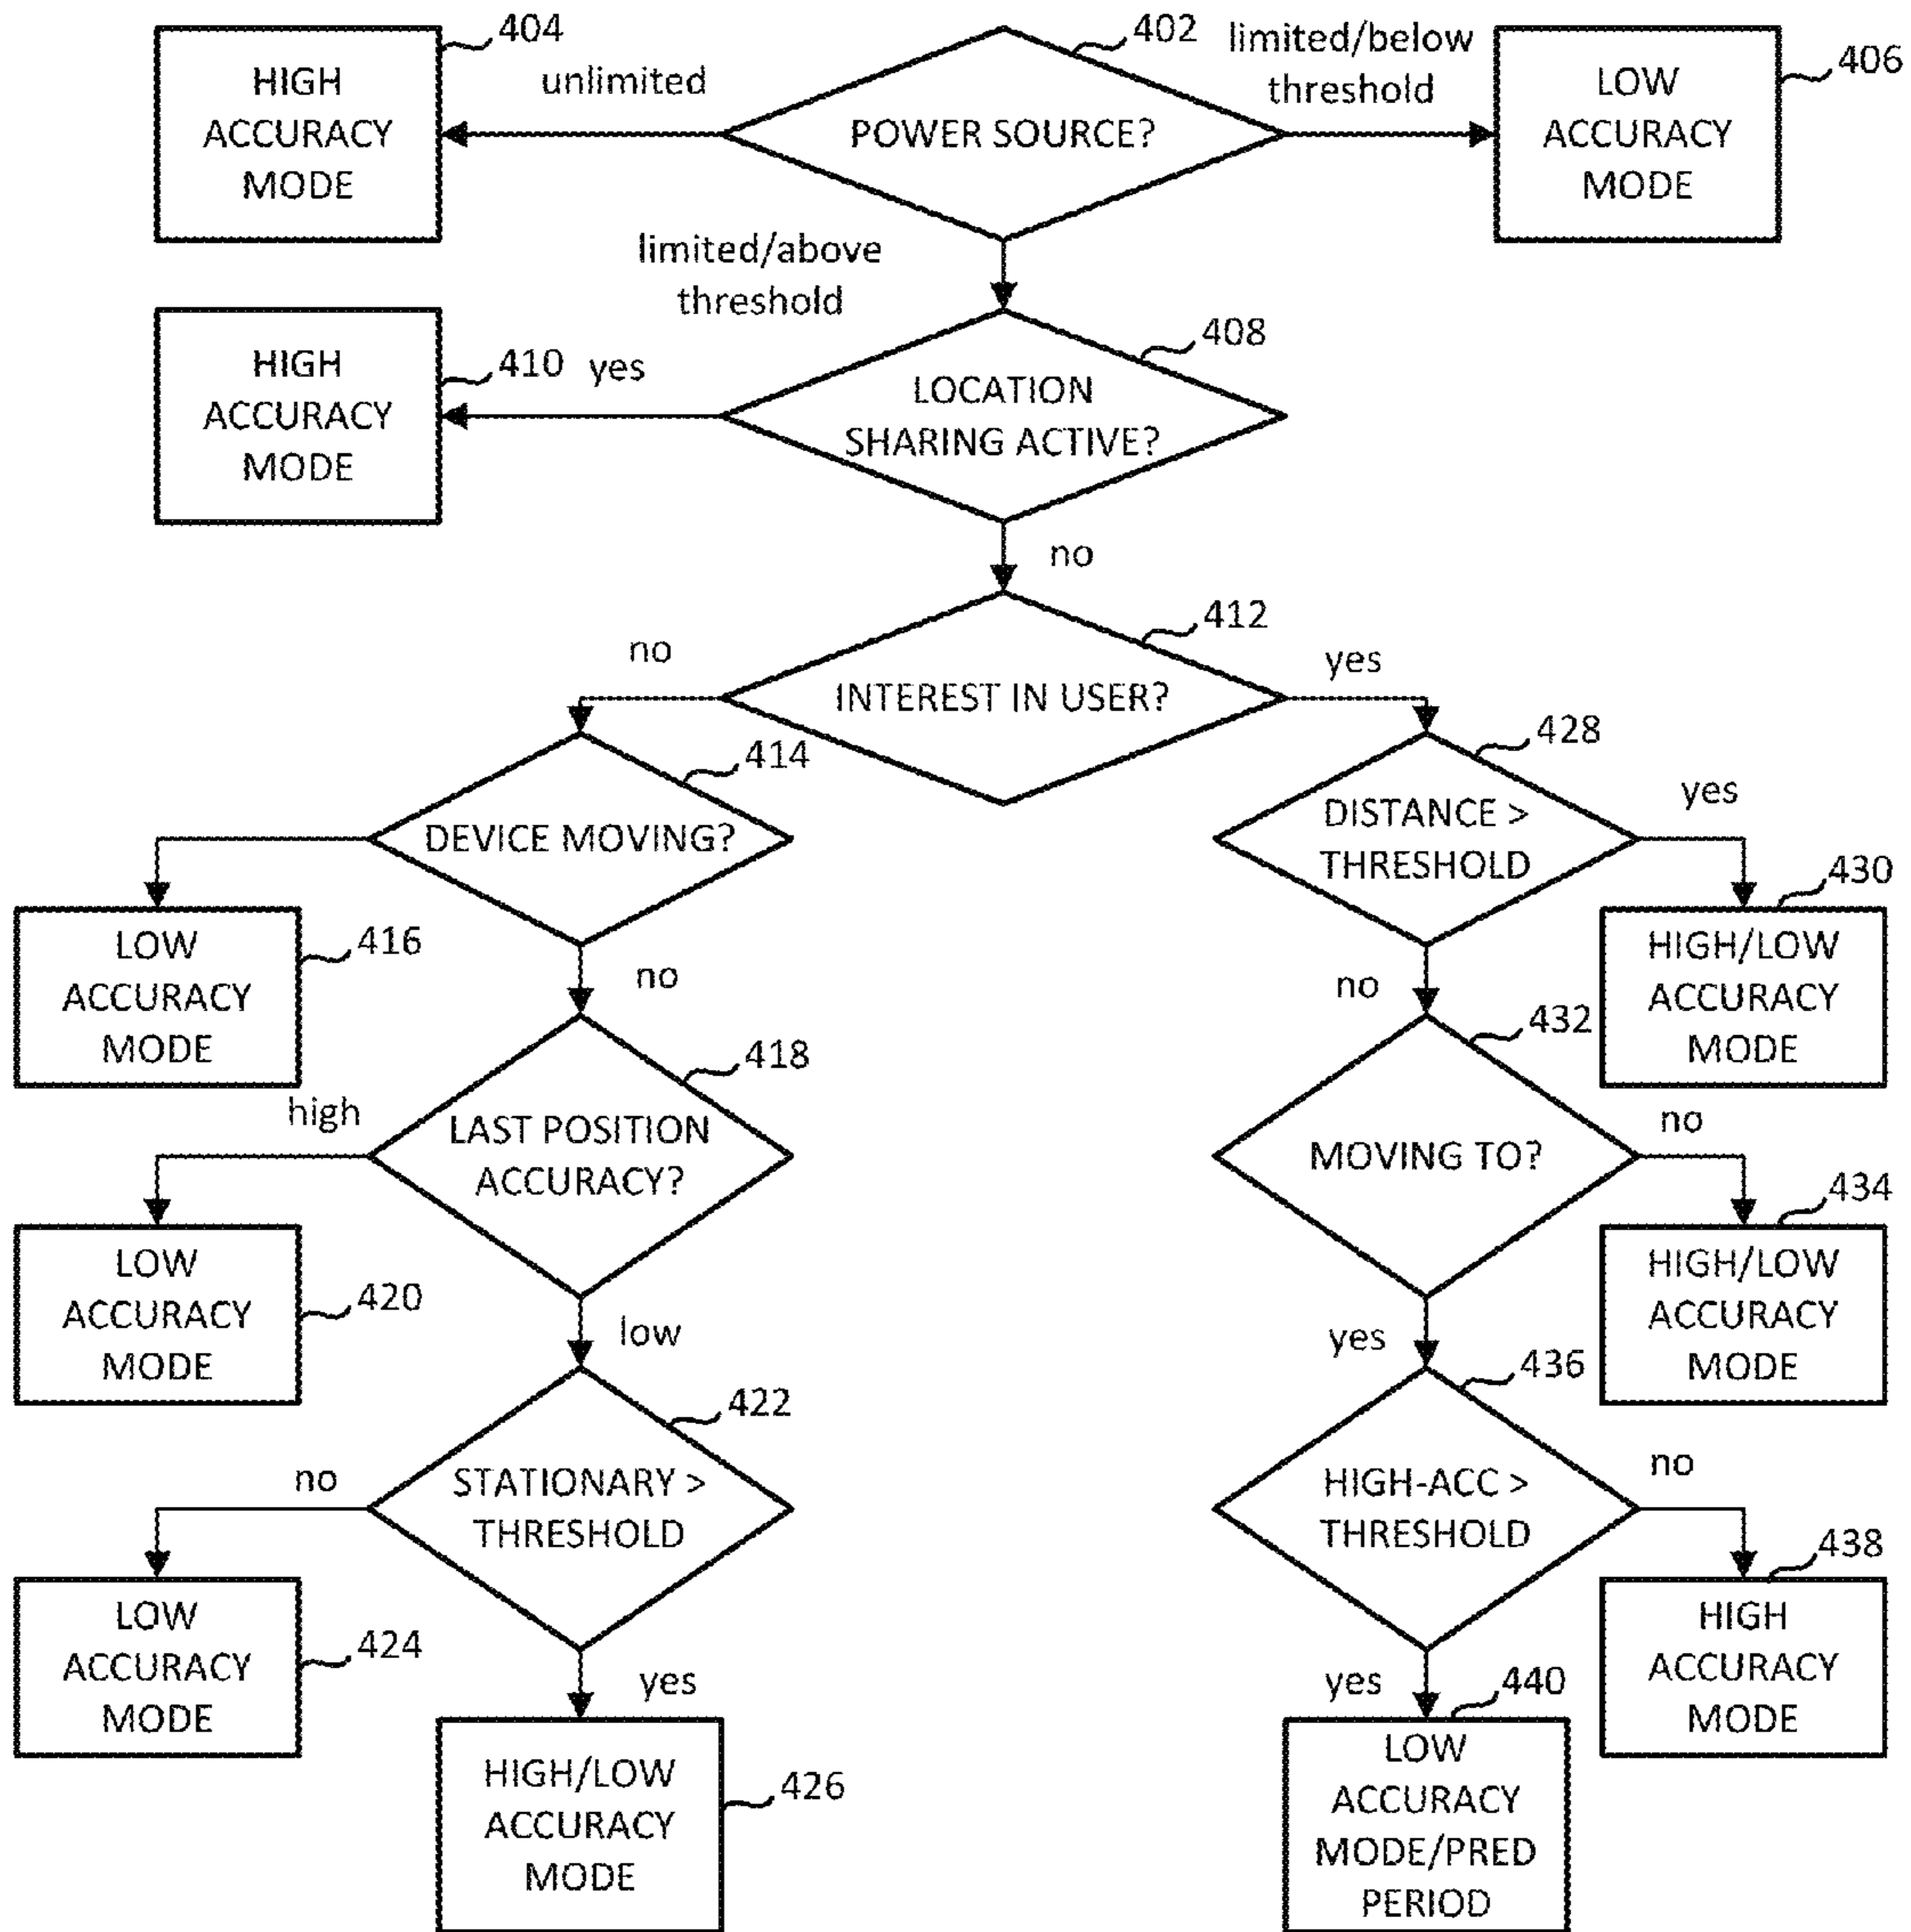 404
HIGH
ACCURACY
MODE
unlimited
402
POWER SOURCE?
limited/below
threshold
406
LOW
ACCURACY
MODE
limited/above
threshold
410
HIGH
ACCURACY
MODE
yes
408
LOCATION
SHARING ACTIVE?
no
412
INTEREST IN USER?
no
yes
414
DEVICE MOVING?
428
DISTANCE >
THRESHOLD
yes
416
LOW
ACCURACY
MODE
no
430
HIGH/LOW
ACCURACY
MODE
no
418
LAST POSITION
ACCURACY?
high
432
MOVING TO?
no
420
LOW
ACCURACY
MODE
low
434
HIGH/LOW
ACCURACY
MODE
yes
422
STATIONARY >
THRESHOLD
no
436
HIGH-ACC >
THRESHOLD
no
424
LOW
ACCURACY
MODE
yes
426
HIGH/LOW
ACCURACY
MODE
438
HIGH
ACCURACY
MODE
yes
440
LOW
ACCURACY
MODE/PRED
PERIOD